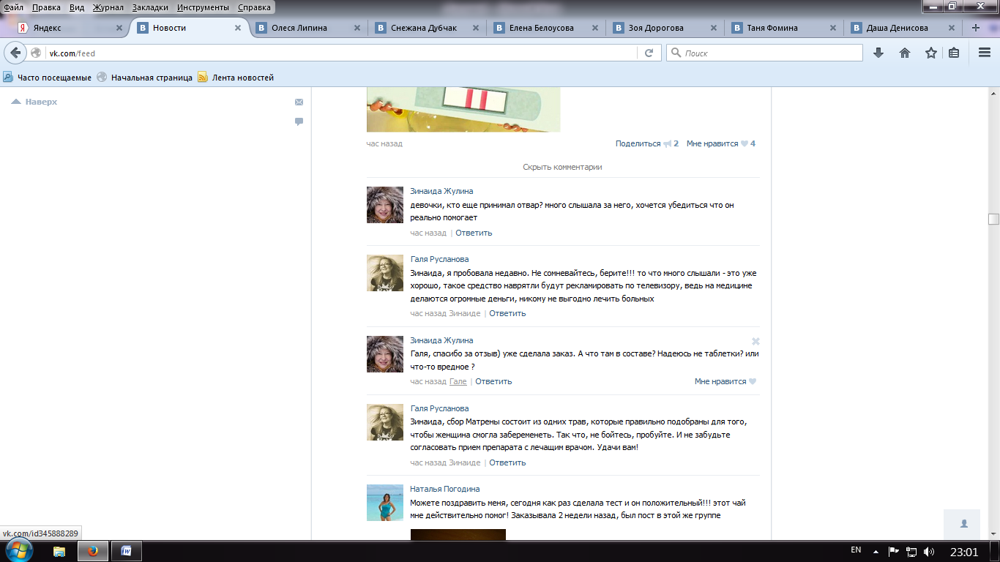 Файл Правка Вид Журнал Закладки Инструменты Справка
Яндекс
Новости
Олеся Липина
Снежана Дубчак
Елена Белоусова
Зоя Дорогова
Таня Фомина
Даша Денисова
vk.com/feed
Поиск
Часто посещаемые
Начальная страница
Лента новостей
Наверх
час назад
Поделиться 2 Мне нравится 4
Скрыть комментарии
Зинаида Жулина
девочки, кто еще принимал отвар? много слышала за него, хочется убедиться что он
реально помогает
час назад | Ответить
Галя Русланова
Зинаида, я пробовала недавно. Не сомневайтесь, берите!!! то что много слышали - это уже
хорошо, такое средство наврятли будут рекламировать по телевизору, ведь на медицине
делаются огромные деньги, никому не выгодно лечить больных
час назад Зинаиде | Ответить
Зинаида Жулина
Галя, спасибо за отзыв) уже сделала заказ. А что там в составе? Надеюсь не таблетки? или
что-то вредное ?
час назад Гале | Ответить
Мне нравится
Галя Русланова
Зинаида, сбор Матрены состоит из одних трав, которые правильно подобраны для того,
чтобы женщина смогла забеременеть. Так что, не бойтесь, пробуйте. И не забудьте
согласовать прием препарата с лечащим врачом. Удачи вам!
час назад Зинаиде | Ответить
Наталья Погодина
Можете поздравить меня, сегодня как раз сделала тест и он положительный!!! этот чай
мне действительно помог! Заказывала 2 недели назад, был пост в этой же группе
vk.com/id345888289
EN
23:01